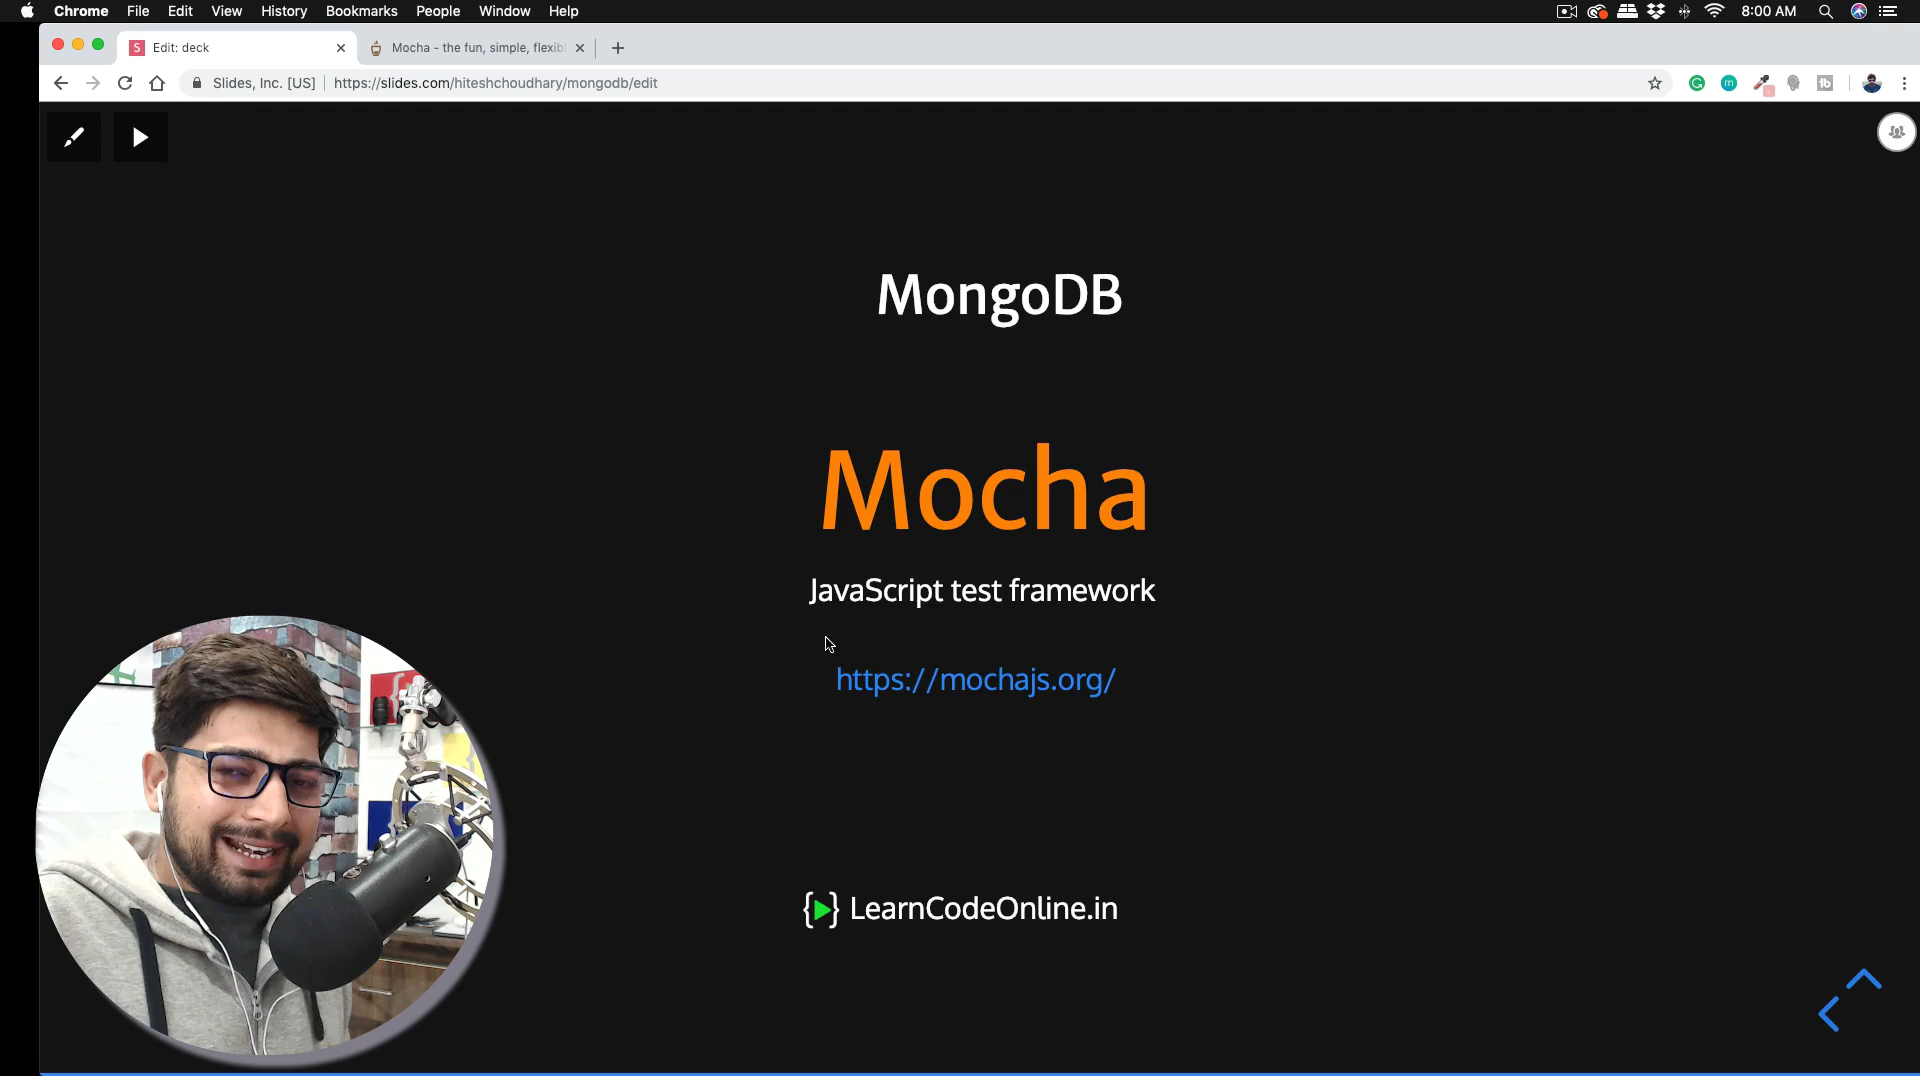 Chrome File Edit View History Bookmarks People Window Help 8:00 AM
S Edit: deck Mocha - the fun, simple, flexibl
Slides, Inc. [US] https://slides.com/hiteshchoudhary/mongodb/edit
MongoDB
Mocha
JavaScript test framework
https://mochajs.org/
LearnCodeOnline.in